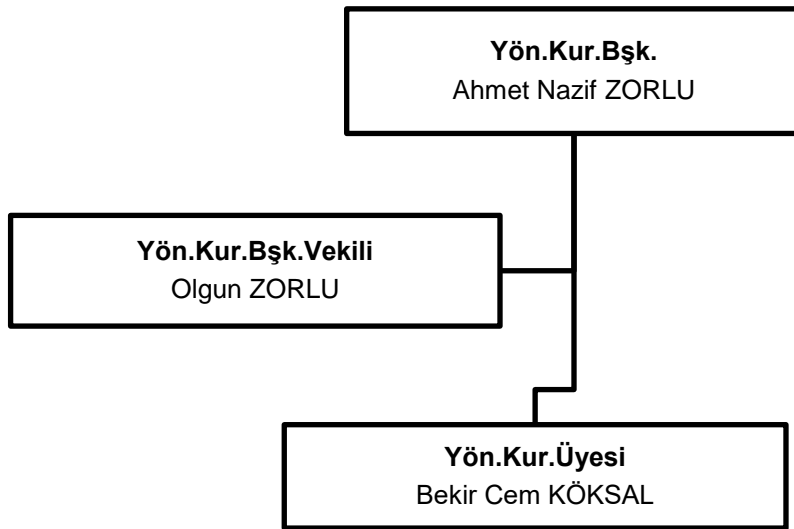 Yön.Kur.Bşk.
Ahmet Nazif ZORLU
Yön.Kur.Bşk.Vekili
Olgun ZORLU
Yön.Kur.Üyesi
Bekir Cem KÖKSAL